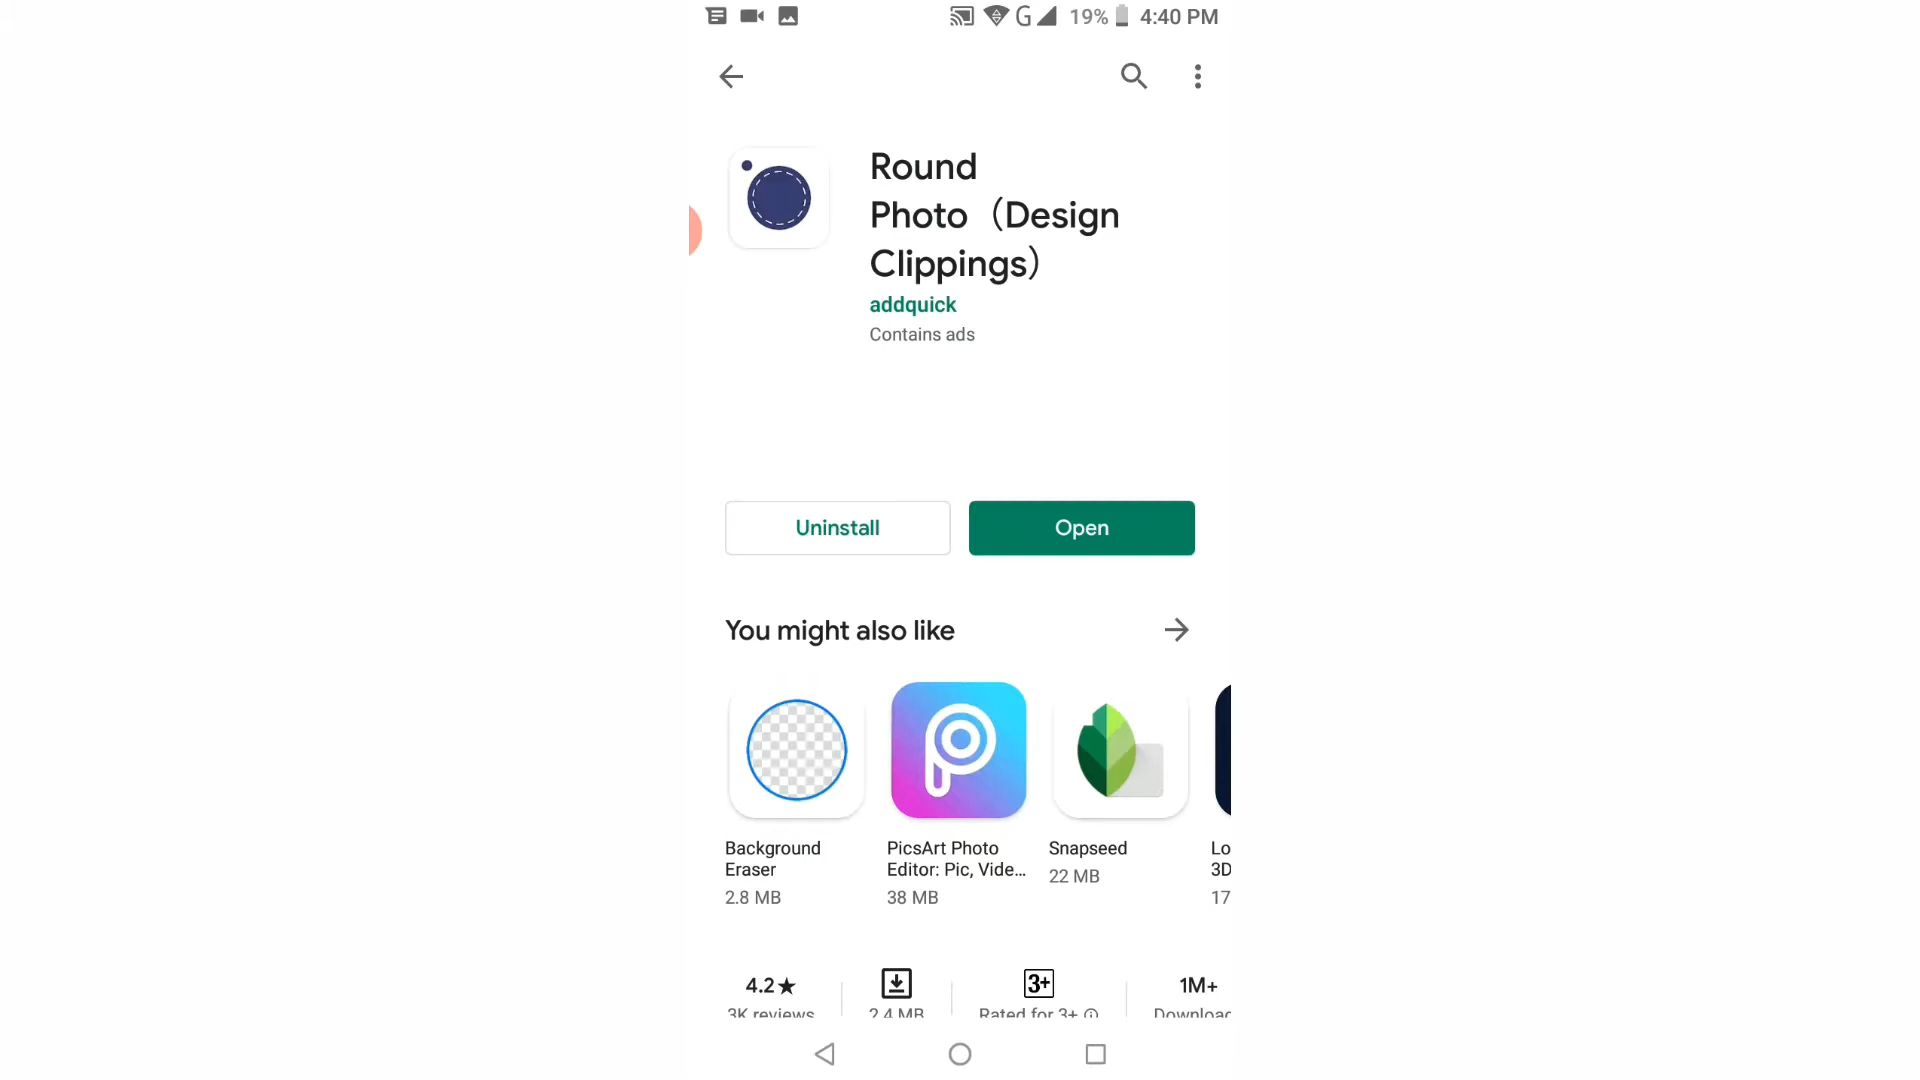 G 19% 4:40 PM
Round
Photo（Design
Clippings）
addquick
Contains ads
Uninstall
Open
You might also like
Background
Eraser
2.8 MB
PicsArt Photo
Editor: Pic, Vide...
38 MB
Snapseed
22 MB
Lo
3D
17
4.2★
3K reviews
2.4 MB
3+
Rated for 3+
1M+
Downloac